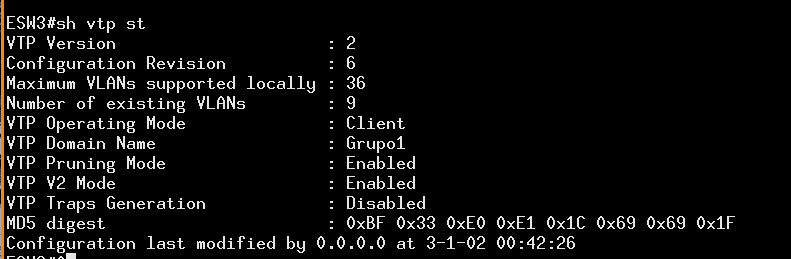 ESW3#sh vtp st
VTP Version                     : 2
Configuration Revision          : 6
Maximum VLANs supported locally : 36
Number of existing VLANs        : 9
VTP Operating Mode              : Client
VTP Domain Name                 : Grupo1
VTP Pruning Mode                : Enabled
VTP V2 Mode                     : Enabled
VTP Traps Generation            : Disabled
MD5 digest                      : 0xBF 0x33 0xE0 0xE1 0x1C 0x69 0x69 0x1F
Configuration last modified by 0.0.0.0 at 3-1-02 00:42:26